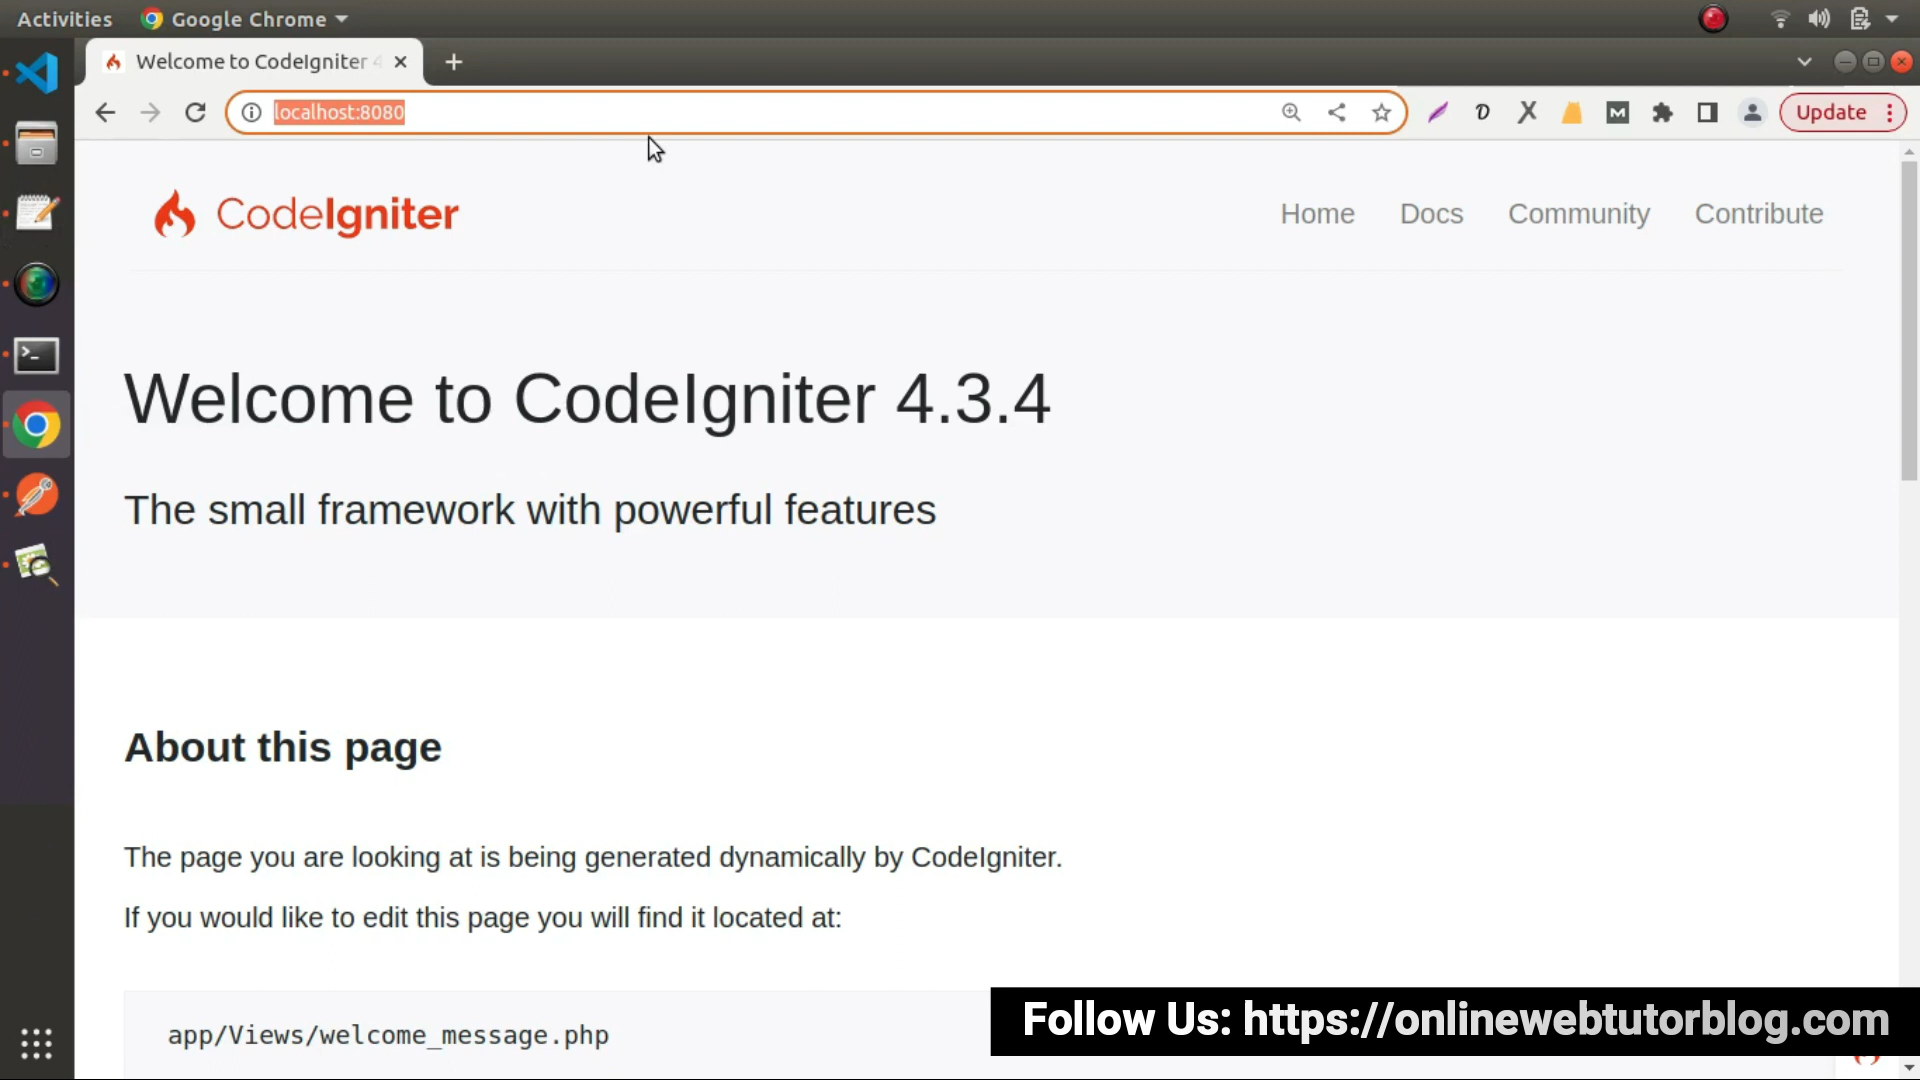 Activities
Google Chrome
Welcome to CodeIgniter 4
localhost:8080
Update
CodeIgniter
Home
Docs
Community
Contribute
Welcome to CodeIgniter 4.3.4
The small framework with powerful features
About this page
The page you are looking at is being generated dynamically by CodeIgniter.
If you would like to edit this page you will find it located at:
app/Views/welcome_message.php
Follow Us: https://onlinewebtutorblog.com